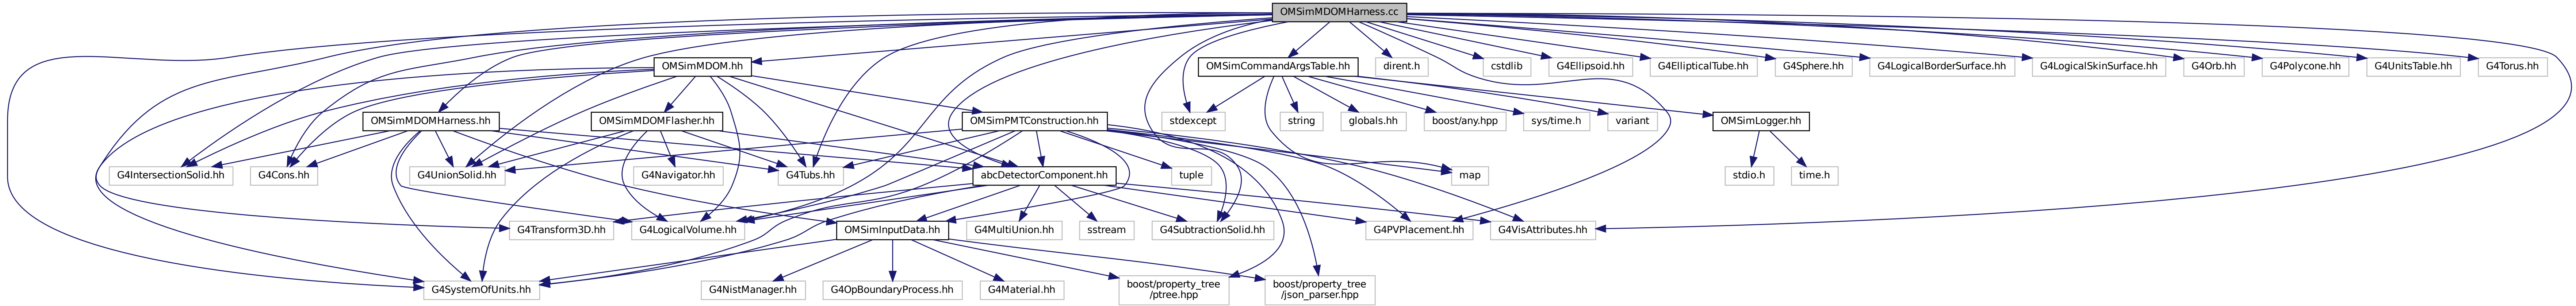 OMSimMDOMHarness.cc
OMSimMDOM.hh
OMSimCommandArgsTable.hh
dirent.h
cstdlib
G4Ellipsoid.hh
G4EllipticalTube.hh
G4Sphere.hh
G4LogicalBorderSurface.hh
G4LogicalSkinSurface.hh
G4Orb.hh
G4Polycone.hh
G4UnitsTable.hh
G4Torus.hh
OMSimMDOMHarness.hh
OMSimMDOMFlasher.hh
OMSimPMTConstruction.hh
stdexcept
string
globals.hh
boost/any.hpp
sys/time.h
variant
OMSimLogger.hh
G4IntersectionSolid.hh
G4Cons.hh
G4UnionSolid.hh
G4Navigator.hh
G4Tubs.hh
abcDetectorComponent.hh
tuple
map
stdio.h
time.h
G4Transform3D.hh
G4LogicalVolume.hh
OMSimInputData.hh
G4MultiUnion.hh
sstream
G4SubtractionSolid.hh
G4PVPlacement.hh
G4VisAttributes.hh
G4SystemOfUnits.hh
G4NistManager.hh
G4OpBoundaryProcess.hh
G4Material.hh
boost/property_tree
/ptree.hpp
boost/property_tree
/json_parser.hpp